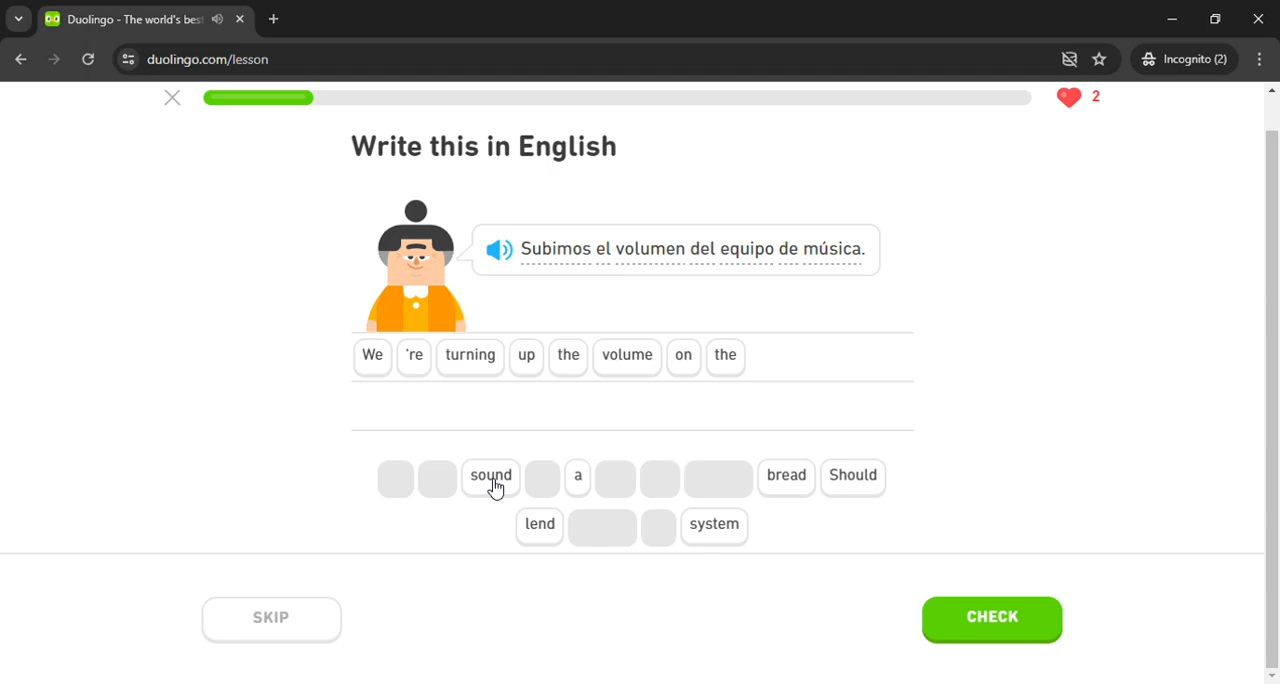 Duolingo - The world's bes
duolingo.com/lesson
Incognito (2)
2
Write this in English
Subimos el volumen del equipo de música.
We 're turning up the volume on the
sound a bread Should
lend system
SKIP CHECK